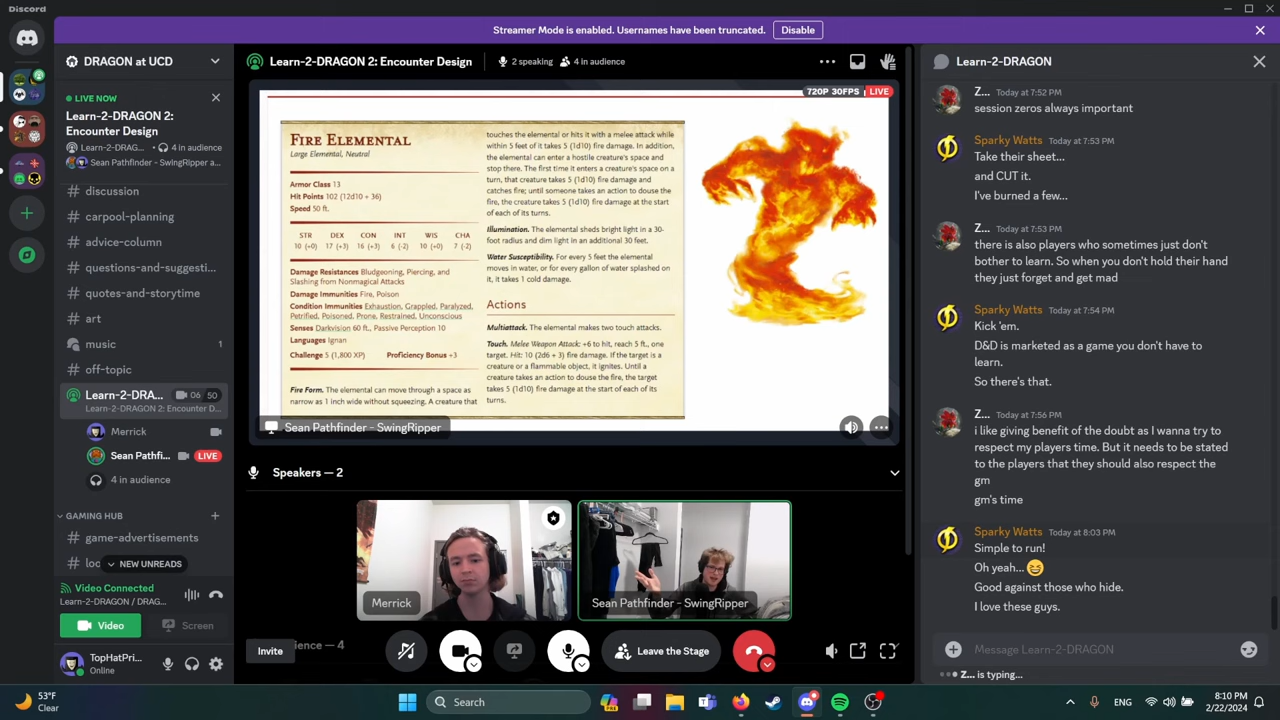 Discord
Streamer Mode is enabled. Usernames have been truncated.
Disable
DRAGON at UCD
LIVE NOW
Learn-2-DRAGON 2:
Encounter Design
Learn-2-DRAG...
4 in audience
Sean Pathfinder - SwingRipper a...
discussion
carpool-planning
advice-column
questions-and-suggesti...
quotes-and-storytime
art
music
1
off-topic
Learn-2-DRA...
06
50
Learn-2-DRAGON 2: Encounter D...
Merrick
Sean Pathfi...
LIVE
4 in audience
GAMING HUB
game-advertisements
NEW UNREADS
Video Connected
Learn-2-DRAGON / DRAG...
Video
Screen
TopHatPri...
Online
Learn-2-DRAGON 2: Encounter Design
2 speaking
4 in audience
720P 30FPS
LIVE
FIRE ELEMENTAL
Large Elemental, Neutral
Armor Class 13
Hit Points 102 (12d10 + 36)
Speed 50 ft.
STR DEX CON INT WIS CHA
10 (+0) 17 (+3) 16 (+3) 6 (-2) 10 (+0) 7 (-2)
Damage Resistances Bludgeoning, Piercing, and
Slashing from Nonmagical Attacks
Damage Immunities Fire, Poison
Condition Immunities Exhaustion, Grappled, Paralyzed,
Petrified, Poisoned, Prone, Restrained, Unconscious
Senses Darkvision 60 ft., Passive Perception 10
Languages Ignan
Challenge 5 (1,800 XP)
Proficiency Bonus +3
Fire Form. The elemental can move through a space as
narrow as 1 inch wide without squeezing. A creature that
touches the elemental or hits it with a melee attack while
within 5 feet of it takes 5 (1d10) fire damage. In addition,
the elemental can enter a hostile creature's space and
stop there. The first time it enters a creature's space on a
turn, that creature takes 5 (1d10) fire damage and
catches fire; until someone takes an action to douse the
fire, the creature takes 5 (1d10) fire damage at the start
of each of its turns.
Illumination. The elemental sheds bright light in a 30-
foot radius and dim light in an additional 30 feet.
Water Susceptibility. For every 5 feet the elemental
moves in water, or for every gallon of water splashed on
it, it takes 1 cold damage.
Actions
Multiattack. The elemental makes two touch attacks.
Touch. Melee Weapon Attack: +6 to hit, reach 5 ft., one
target. Hit: 10 (2d6 + 3) fire damage. If the target is a
creature or a flammable object, it ignites. Until a
creature takes an action to douse the fire, the target
takes 5 (1d10) fire damage at the start of each of its
turns.
Sean Pathfinder - SwingRipper
Speakers — 2
Merrick
Sean Pathfinder - SwingRipper
ience — 4
Invite
Leave the Stage
Learn-2-DRAGON
Z... Today at 7:52 PM
session zeros always important
Sparky Watts Today at 7:53 PM
Take their sheet...
and CUT it.
I've burned a few...
Z... Today at 7:53 PM
there is also players who sometimes just don't
bother to learn. So when you don't hold their hand
they just forget and get mad
Sparky Watts Today at 7:54 PM
Kick 'em.
D&D is marketed as a game you don't have to
learn.
So there's that.
Z... Today at 7:56 PM
i like giving benefit of the doubt as I wanna try to
respect my players time. But it needs to be stated
to the players that they should also respect the
gm
gm's time
Sparky Watts Today at 8:03 PM
Simple to run!
Oh yeah...
Good against those who hide.
I love these guys.
Message Learn-2-DRAGON
Z... is typing...
53°F
Clear
Search
PRE
ENG
8:10 PM
2/22/2024